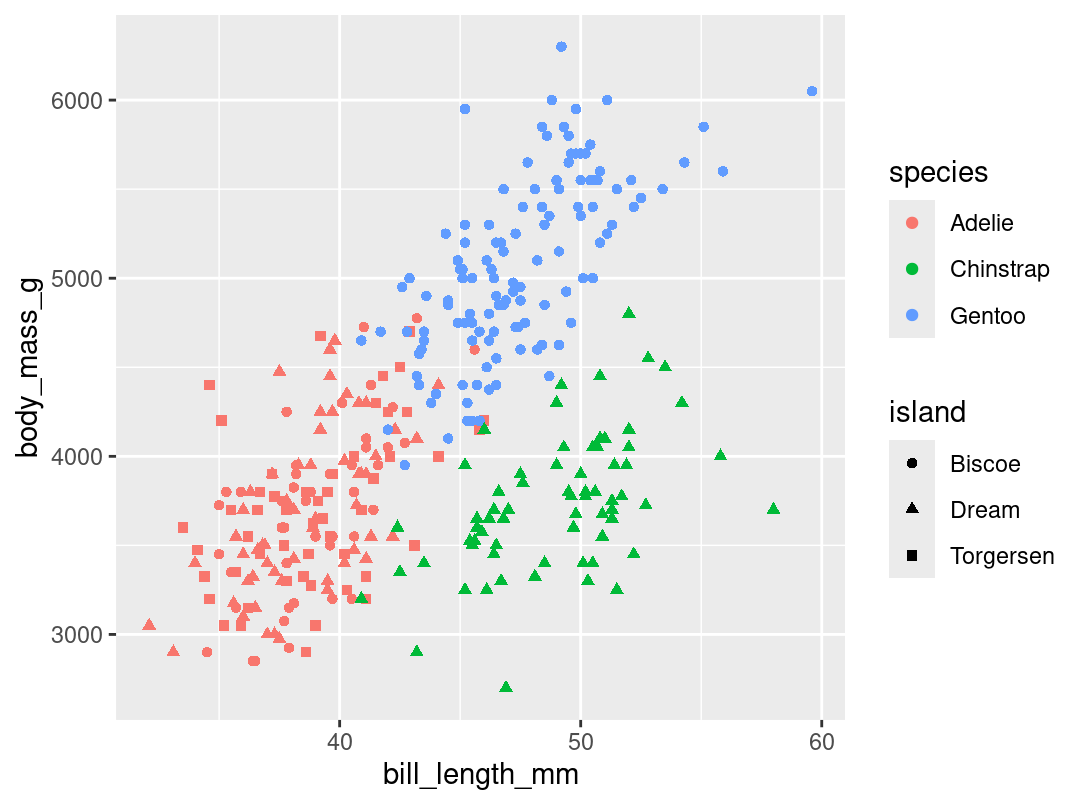 6000
5000
4000
3000
body_mass_g
40 50 60
bill_length_mm
species
Adelie
Chinstrap
Gentoo
island
Biscoe
Dream
Torgersen